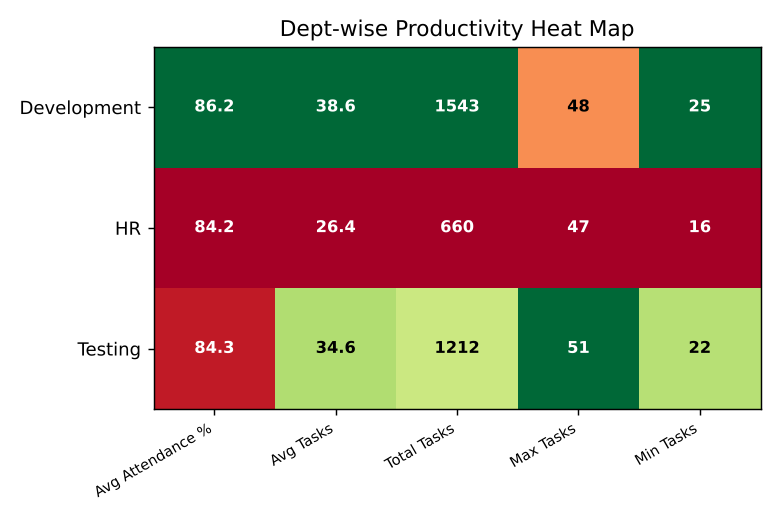 Dept-wise Productivity Heat Map
Development 86.2 38.6 1543 48 25
HR 84.2 26.4 660 47 16
Testing 84.3 34.6 1212 51 22
Avg Attendance % Avg Tasks Total Tasks Max Tasks Min Tasks